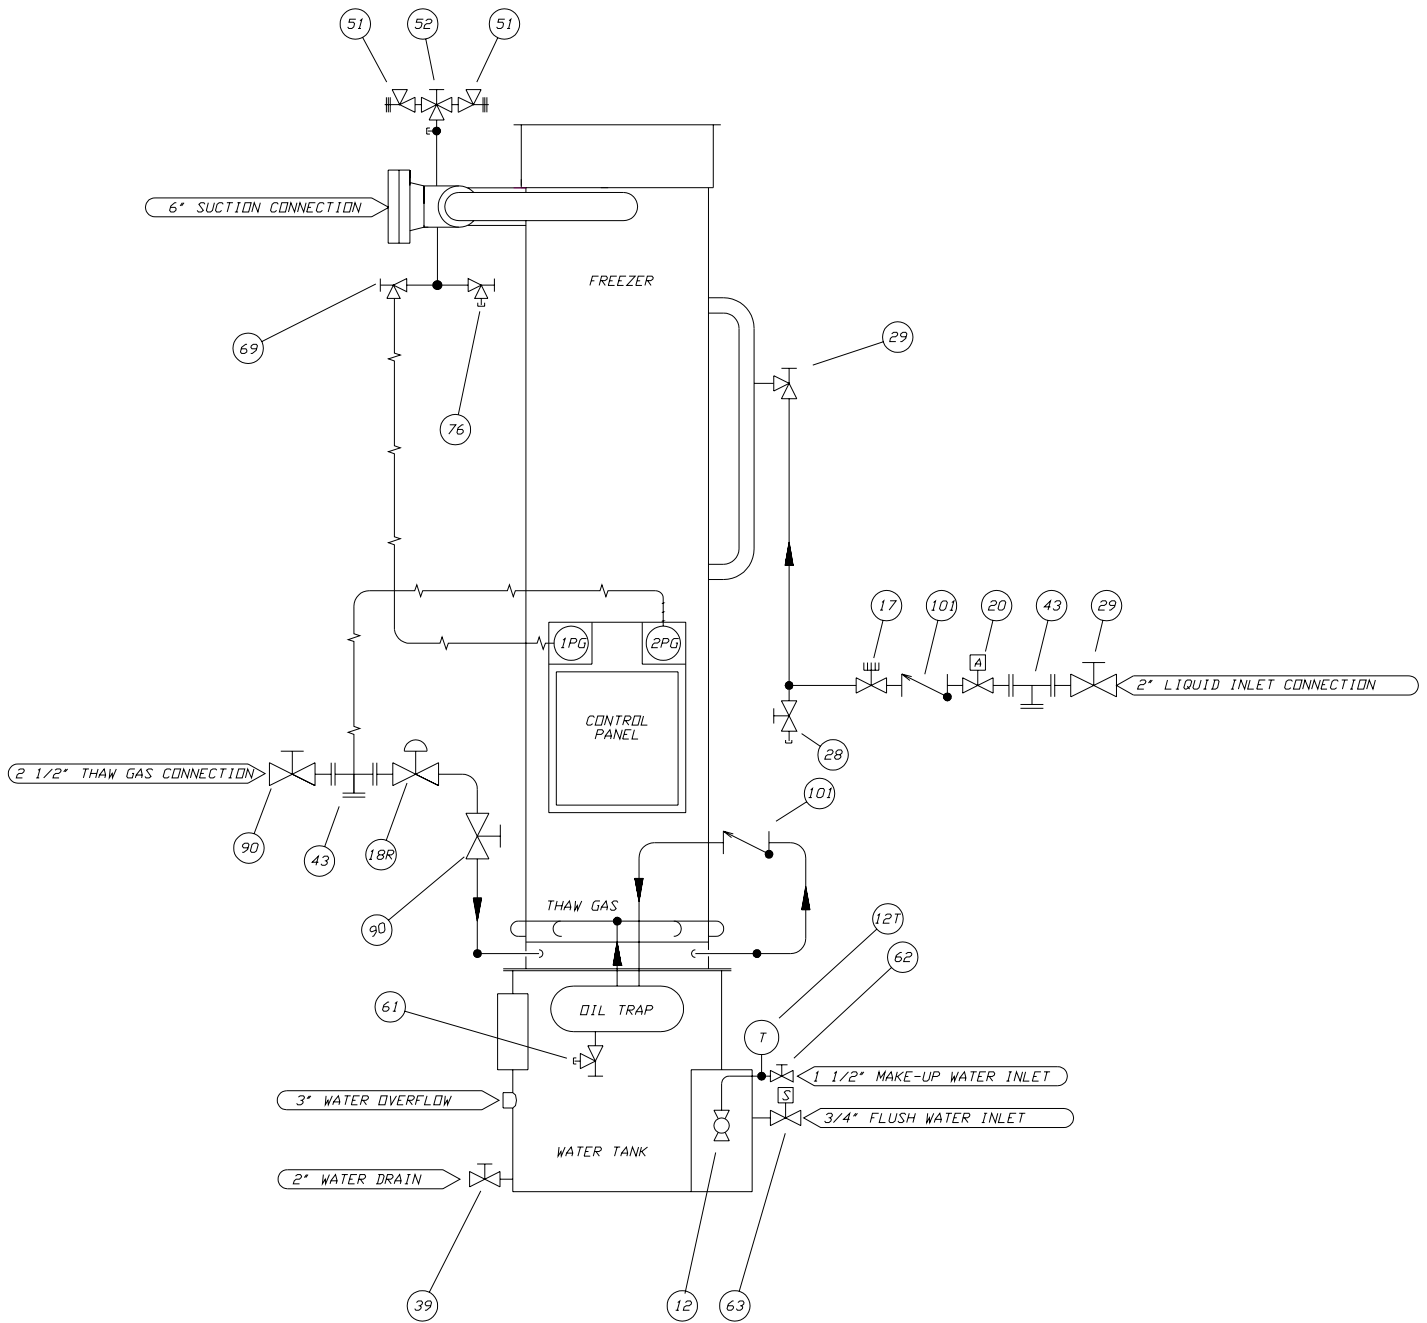 51
52
51
6" SUCTION CONNECTION
FREEZER
69
29
76
17
101
20
43
29
1PG
2PG
A
2" LIQUID INLET CONNECTION
CONTROL
PANEL
28
2 1/2" THAW GAS CONNECTION
101
90
43
18R
THAW GAS
90
12T
62
61
OIL TRAP
T
1 1/2" MAKE-UP WATER INLET
3" WATER OVERFLOW
S
3/4" FLUSH WATER INLET
WATER TANK
2" WATER DRAIN
39
12
63